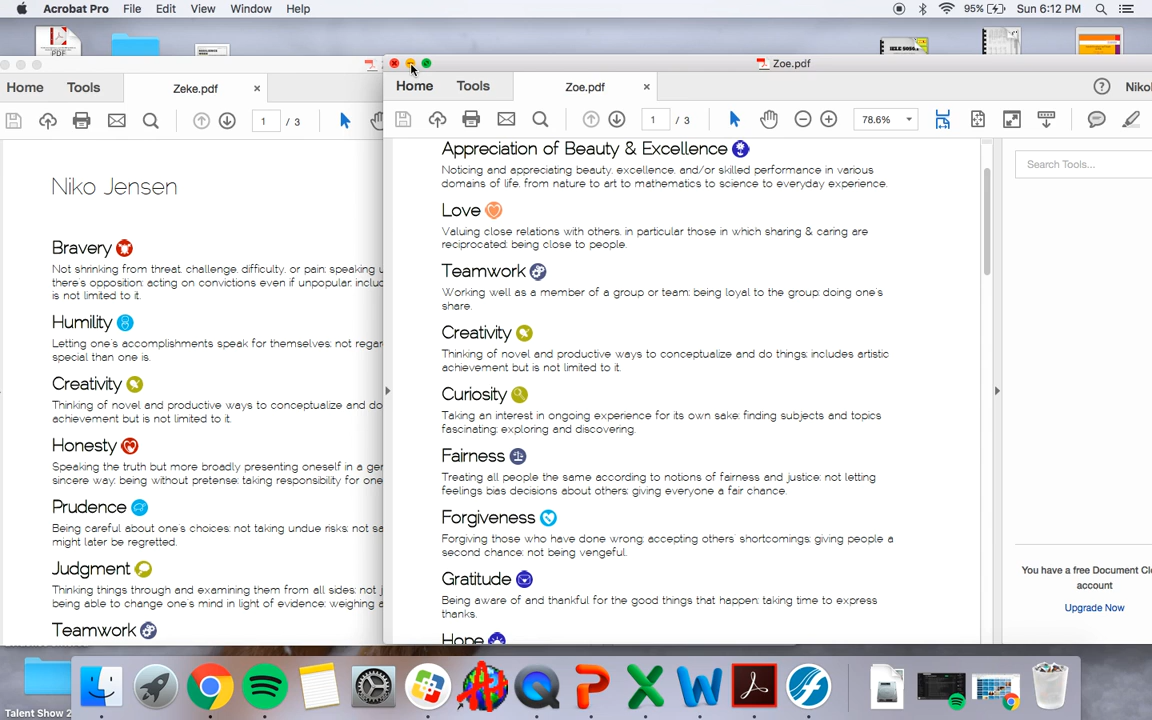 Acrobat Pro File Edit View Window Help 95% Sun 6:12 PM
PDF
Zoe.pdf
Home Tools Zeke.pdf ×
Home Tools Zoe.pdf ×
1 / 3
1 / 3 78.6%
Niko Jensen
Bravery
Not shrinking from threat, challenge, difficulty, or pain; speaking
there's opposition; acting on convictions even if unpopular;
is not limited to it.
Humility
Letting one's accomplishments speak for themselves; not
special than one is.
Creativity
Thinking of novel and productive ways to conceptualize and do
achievement but is not limited to it.
Honesty
Speaking the truth but more broadly presenting oneself in a
sincere way; being without pretense; taking responsibility for
Prudence
Being careful about one's choices; not taking undue risks; not
might later be regretted.
Judgment
Thinking things through and examining them from all sides; not
being able to change one's mind in light of evidence; weighing
Teamwork
Appreciation of Beauty & Excellence
Noticing and appreciating beauty, excellence, and/or skilled performance in various
domains of life, from nature to art to mathematics to science to everyday experience.
Love
Valuing close relations with others, in particular those in which sharing & caring are
reciprocated; being close to people.
Teamwork
Working well as a member of a group or team; being loyal to the group; doing one's
share.
Creativity
Thinking of novel and productive ways to conceptualize and do things; includes artistic
achievement but is not limited to it.
Curiosity
Taking an interest in ongoing experience for its own sake; finding subjects and topics
fascinating; exploring and discovering.
Fairness
Treating all people the same according to notions of fairness and justice; not letting
feelings bias decisions about others; giving everyone a fair chance.
Forgiveness
Forgiving those who have done wrong; accepting others' shortcomings; giving people a
second chance; not being vengeful.
Gratitude
Being aware of and thankful for the good things that happen; taking time to express
thanks.
Hope
Search Tools...
You have a free Document
account
Upgrade Now
Talent Show 2